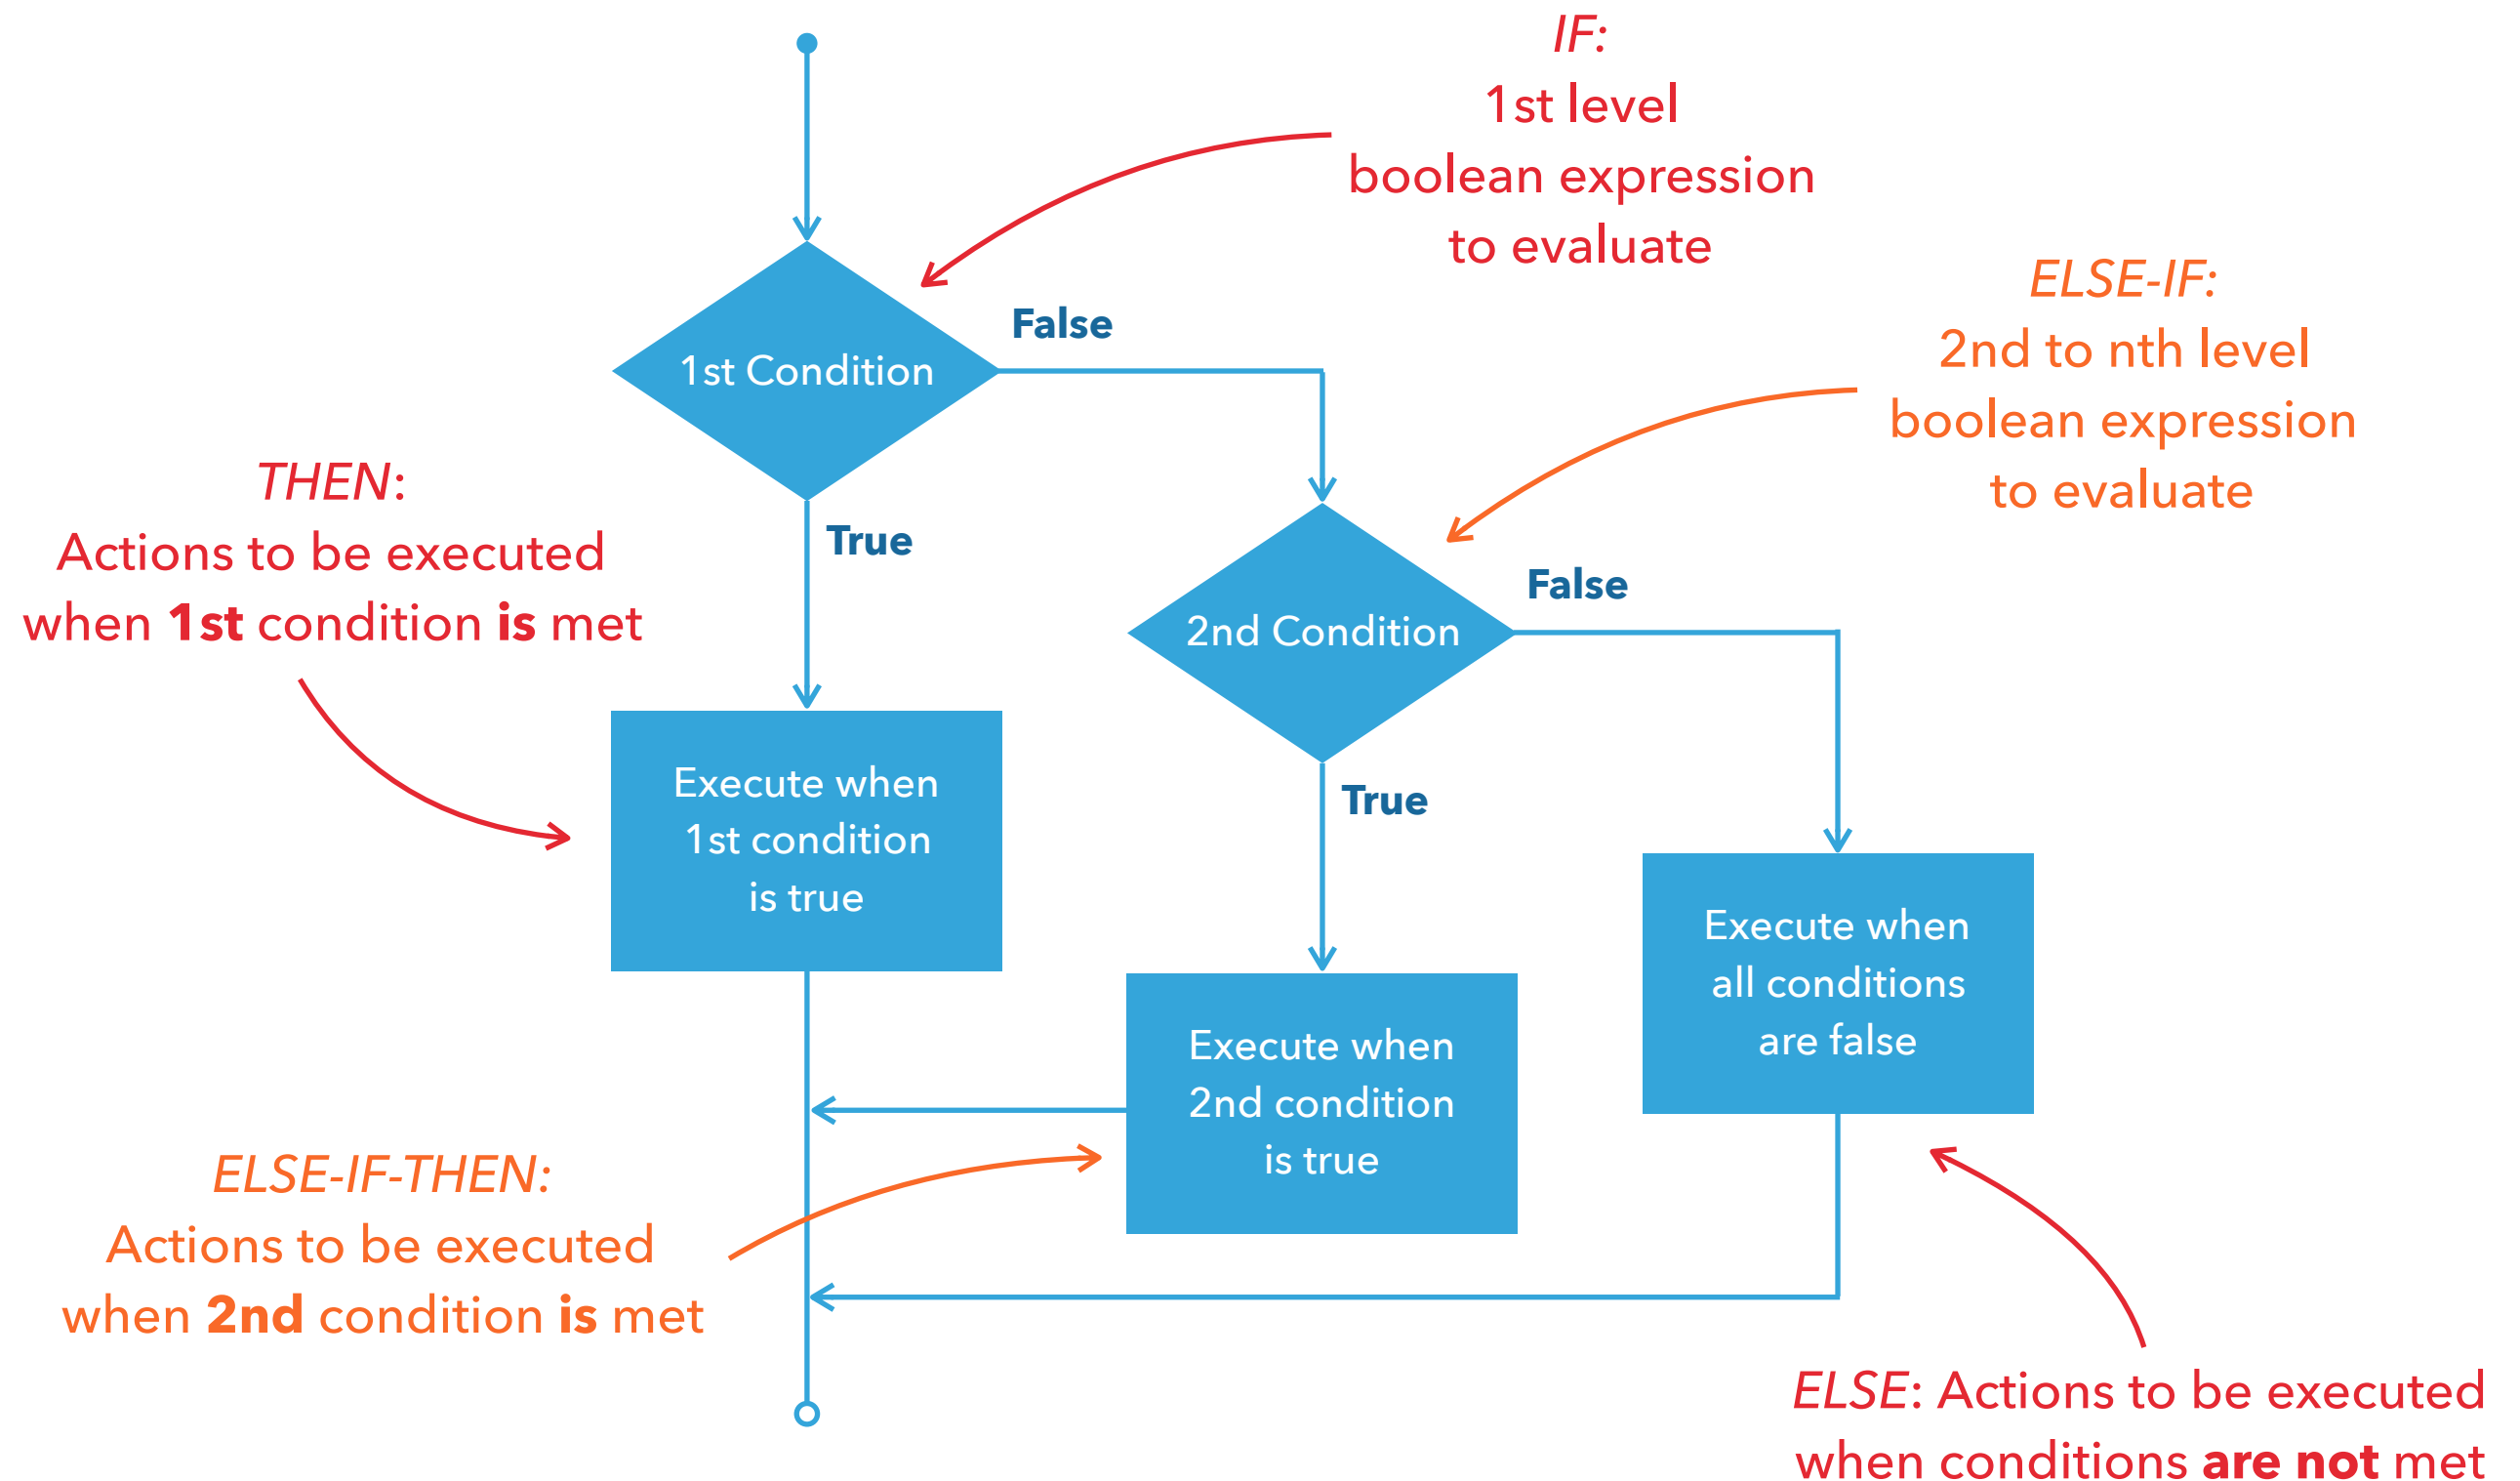 IF:
1st level
boolean expression
to evaluate
ELSE-IF:
2nd to nth level
boolean expression
to evaluate
False
1st Condition
THEN:
Actions to be executed
when 1st condition is met
True
False
2nd Condition
Execute when
1st condition
is true
True
Execute when
all conditions
are false
Execute when
2nd condition
is true
ELSE-IF-THEN:
Actions to be executed
when 2nd condition is met
ELSE: Actions to be executed
when conditions are not met